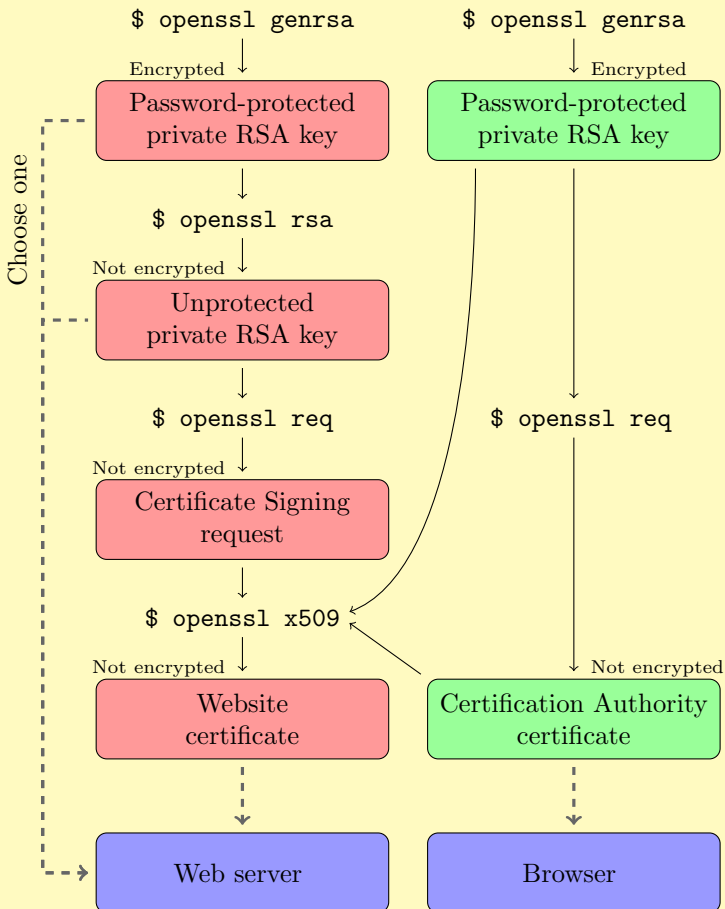 $ openssl genrsa
$ openssl genrsa
Encrypted
Encrypted
Password-protected
private RSA key
Password-protected
private RSA key
Choose one
$ openssl rsa
Not encrypted
Unprotected
private RSA key
$ openssl req
$ openssl req
Not encrypted
Certificate Signing
request
$ openssl x509
Not encrypted
Not encrypted
Website
certificate
Certification Authority
certificate
Web server
Browser